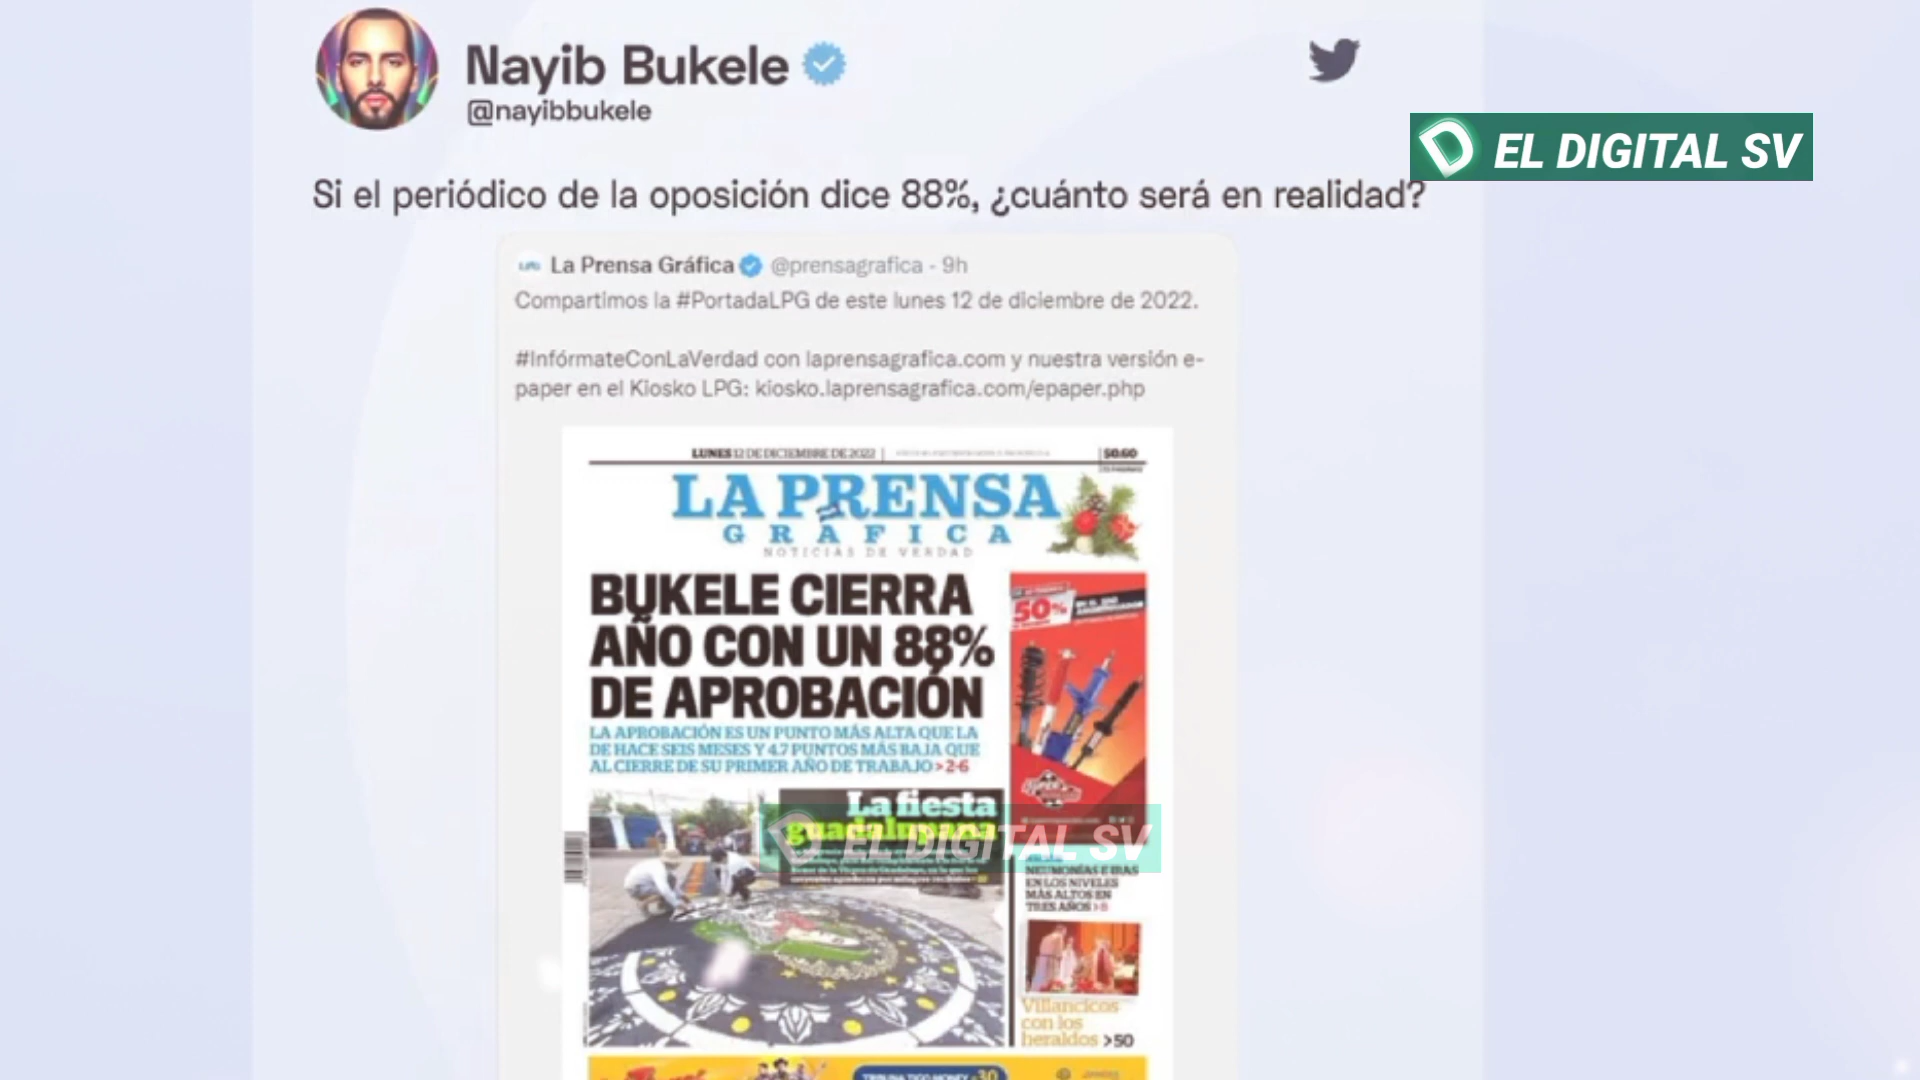 Nayib Bukele
@nayibbukele
EL DIGITAL SV
Si el periódico de la oposición dice 88%, ¿cuánto será en realidad?
La Prensa Gráfica @prensagrafica - 9h
Compartimos la #PortadaLPG de este lunes 12 de diciembre de 2022.
#InfórmateConLaVerdad con laprensagrafica.com y nuestra versión e-
paper en el Kiosko LPG: kiosko.laprensagrafica.com/epaper.php
LUNES 12 DE DICIEMBRE DE 2022
$0.60
LA PRENSA
GRÁFICA
NOTICIAS DE VERDAD
BUKELE CIERRA
AÑO CON UN 88%
DE APROBACIÓN
LA APROBACIÓN ES UN PUNTO MÁS ALTA QUE LA
DE HACE SEIS MESES Y 4.7 PUNTOS MÁS BAJA QUE
AL CIERRE DE SU PRIMER AÑO DE TRABAJO >2-6
50%
La fiesta
guadalupana
EL DIGITAL SV
NEUMONÍAS E IRAS
EN LOS NIVELES
MÁS ALTOS EN
TRES AÑOS >8
Villancicos
con los
heraldos >50
TIGO MONEY